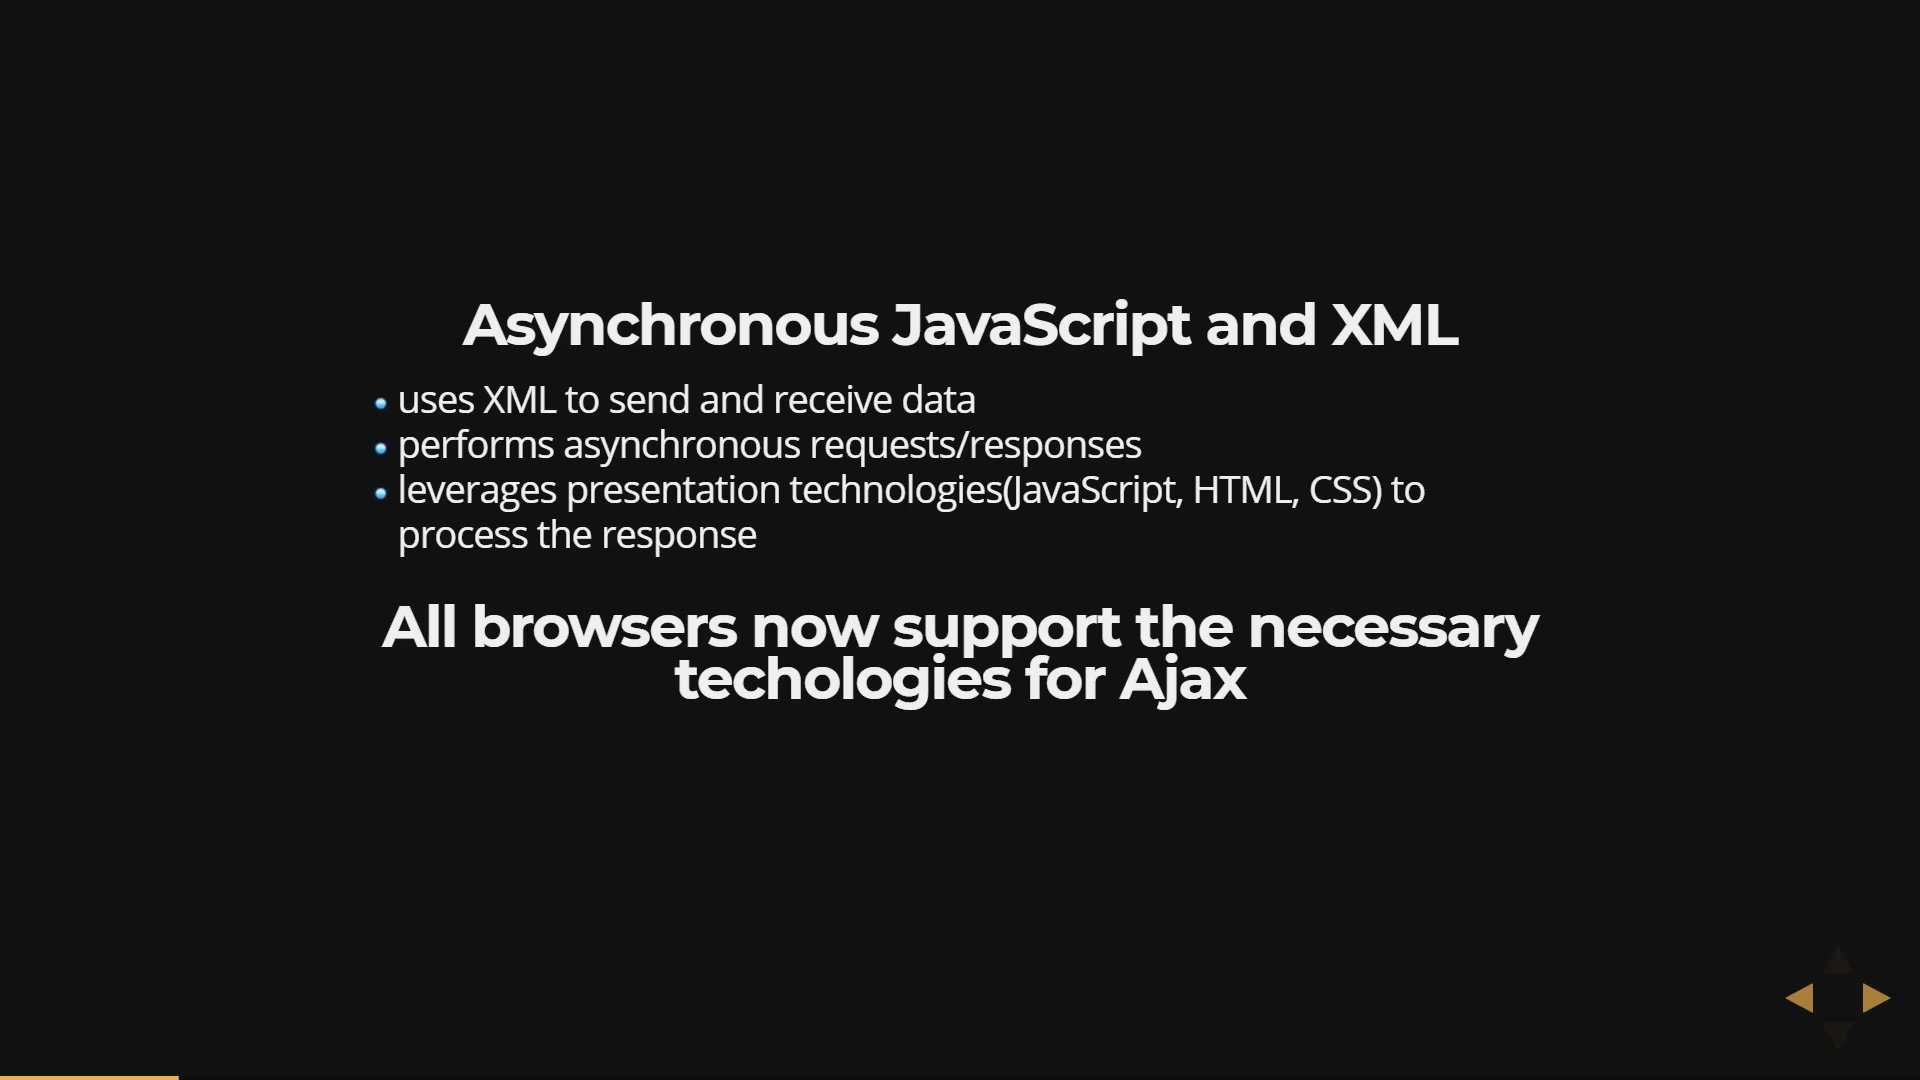 Asynchronous JavaScript and XML
uses XML to send and receive data
performs asynchronous requests/responses
leverages presentation technologies(JavaScript, HTML, CSS) to
process the response
All browsers now support the necessary
techologies for Ajax